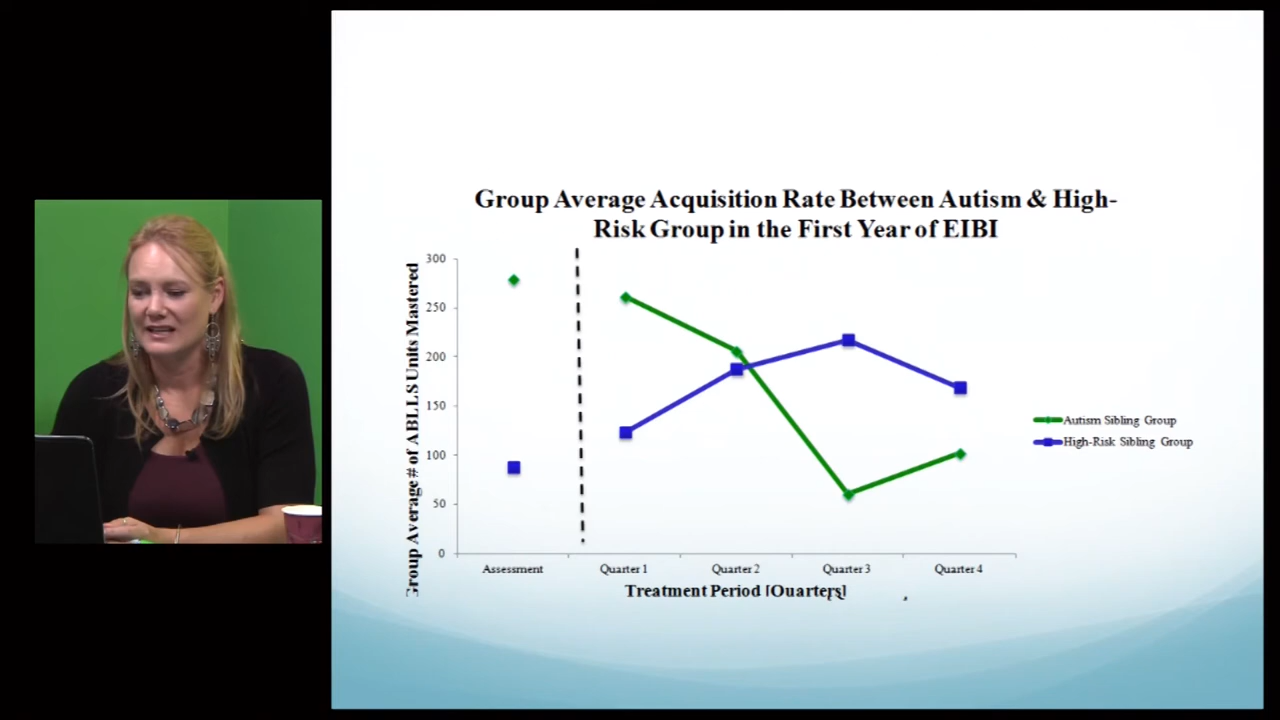 Group Average Acquisition Rate Between Autism & High-
Risk Group in the First Year of EIBI
Group Average # of ABLLS Units Mastered
300
250
200
150
100
50
0
Assessment
Quarter 1
Quarter 2
Quarter 3
Quarter 4
Treatment Period [Quarters]
Autism Sibling Group
High-Risk Sibling Group